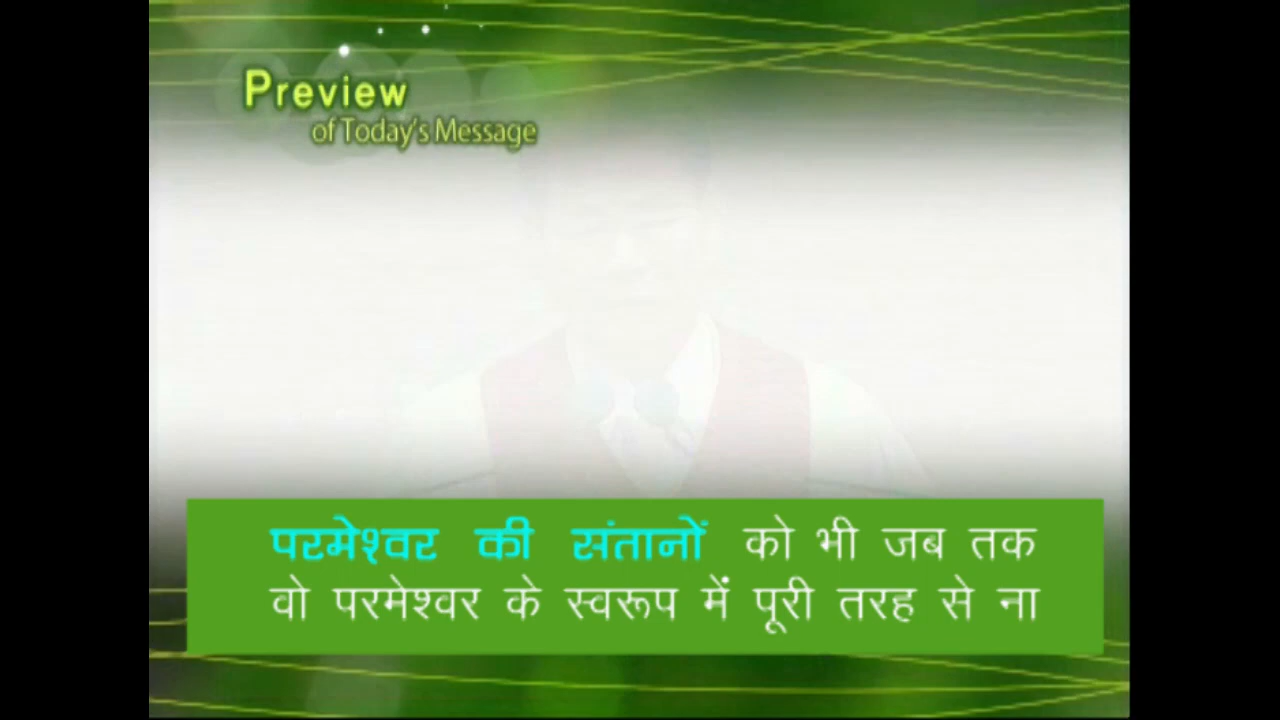 Preview
of Today's Message
परमेश्वर की संतानों को भी जब तक
वो परमेश्वर के स्वरूप में पूरी तरह से ना